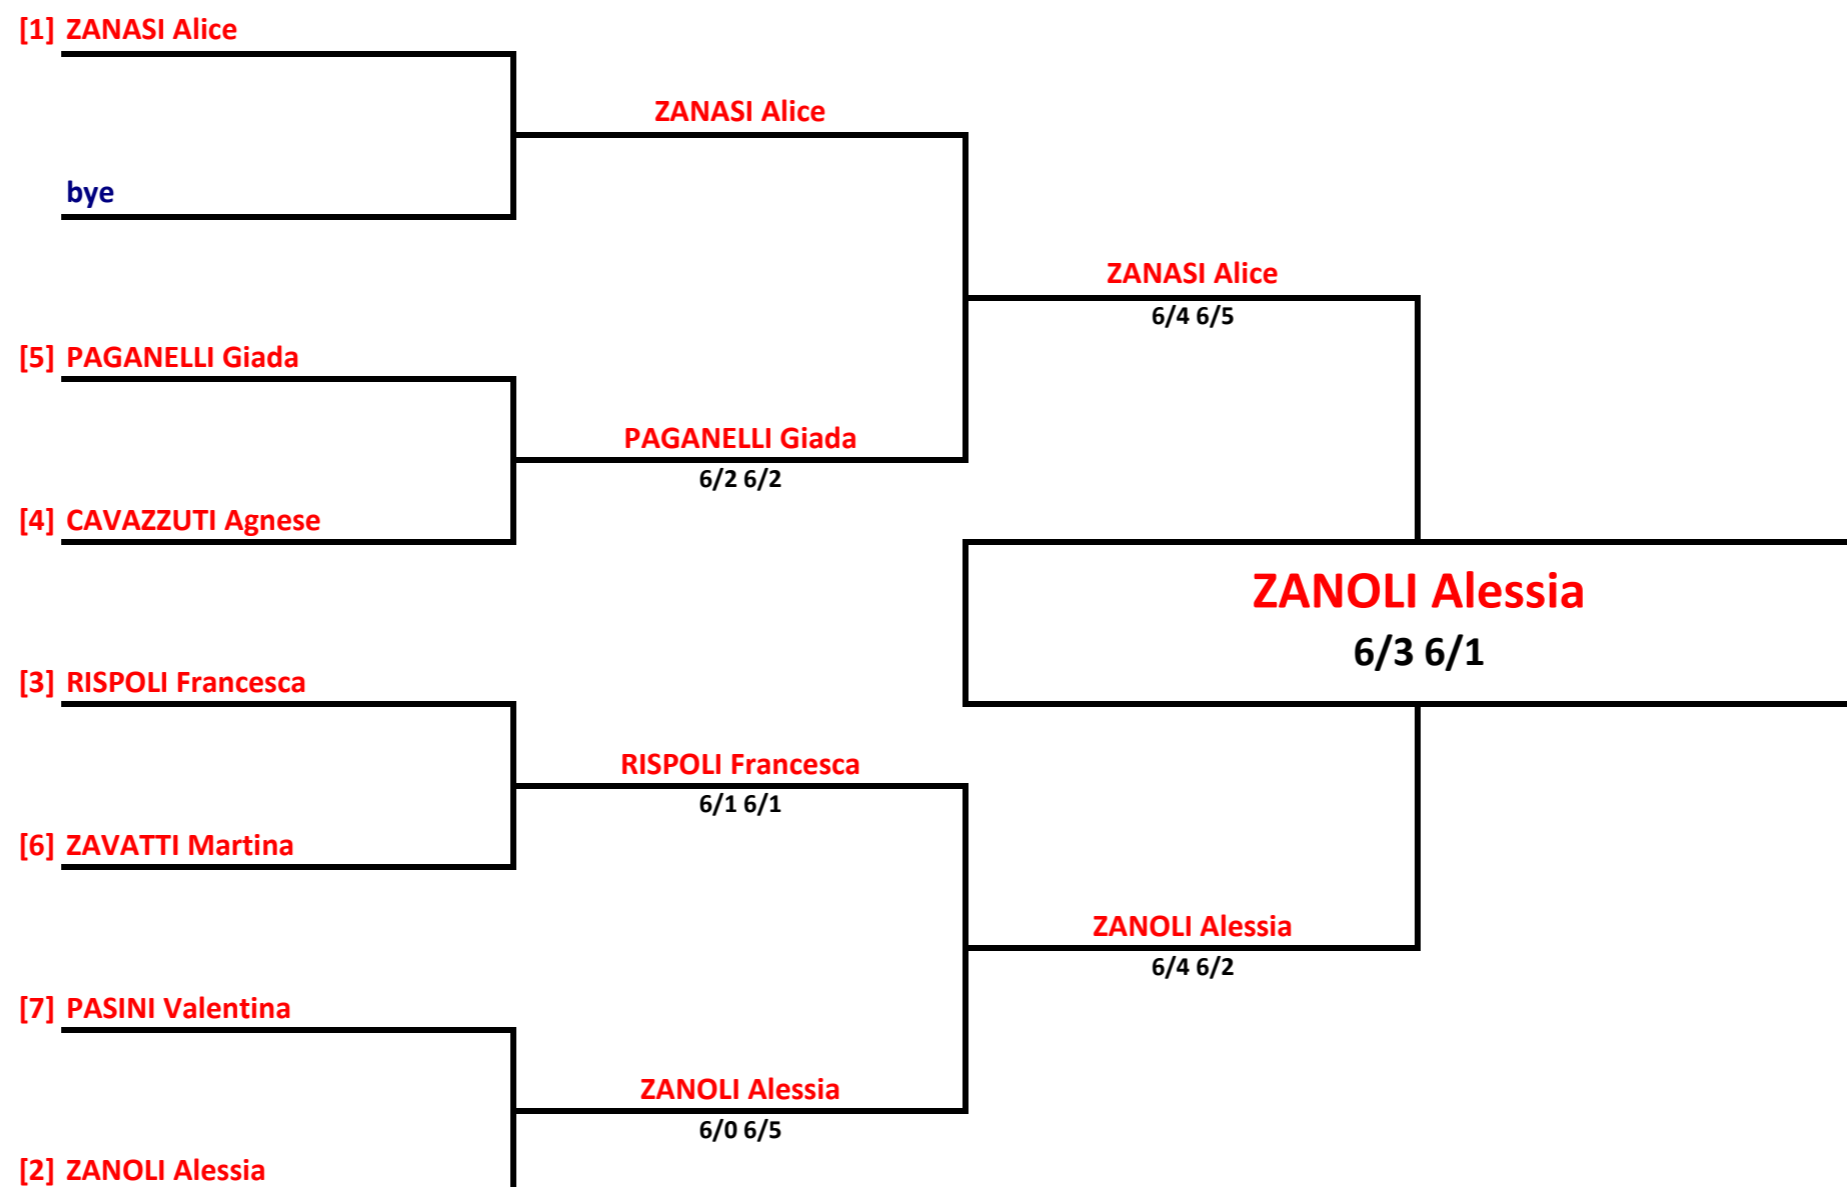 [1] ZANASI Alice
ZANASI Alice
bye
ZANASI Alice
6/4 6/5
[5] PAGANELLI Giada
PAGANELLI Giada
6/2 6/2
[4] CAVAZZUTI Agnese
ZANOLI Alessia
6/3 6/1
[3] RISPOLI Francesca
RISPOLI Francesca
6/1 6/1
[6] ZAVATTI Martina
ZANOLI Alessia
6/4 6/2
[7] PASINI Valentina
ZANOLI Alessia
6/0 6/5
[2] ZANOLI Alessia